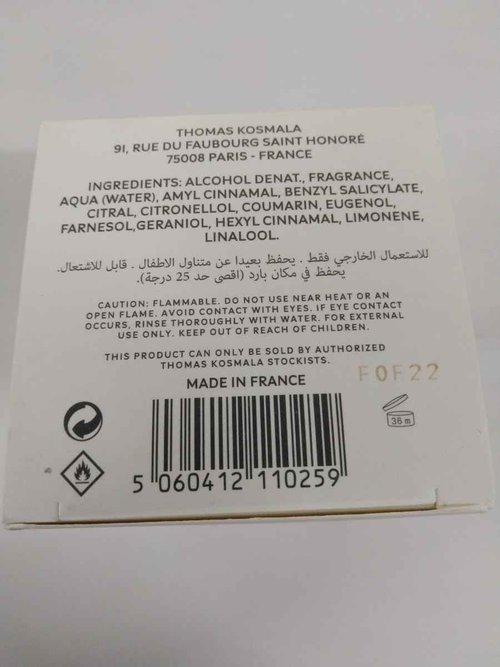 THOMAS KOSMALA
91, RUE DU FAUBOURG SAINT HONORÉ
75008 PARIS - FRANCE
INGREDIENTS: ALCOHOL DENAT., FRAGRANCE,
AQUA (WATER), AMYL CINNAMAL, BENZYL SALICYLATE,
CITRAL, CITRONELLOL, COUMARIN, EUGENOL,
FARNESOL,GERANIOL, HEXYL CINNAMAL, LIMONENE,
LINALOOL.
للاستعمال الخارجي فقط . يحفظ بعيدا عن متناول الاطفال . قابل للاشتعال.
يحفظ في مكان بارد (اقصى حد 25 درجة).
CAUTION: FLAMMABLE. DO NOT USE NEAR HEAT OR AN
OPEN FLAME. AVOID CONTACT WITH EYES. IF EYE CONTACT
OCCURS, RINSE THOROUGHLY WITH WATER. FOR EXTERNAL
USE ONLY. KEEP OUT OF REACH OF CHILDREN.
THIS PRODUCT CAN ONLY BE SOLD BY AUTHORIZED
THOMAS KOSMALA STOCKISTS.
MADE IN FRANCE
F0F22
36 m
5 060412 110259